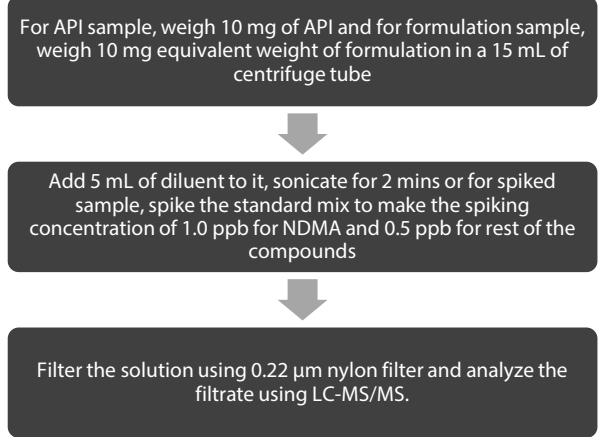 For API sample, weigh 10 mg of API and for formulation sample,
weigh 10 mg equivalent weight of formulation in a 15 mL of
centrifuge tube
Add 5 mL of diluent to it, sonicate for 2 mins or for spiked
sample, spike the standard mix to make the spiking
concentration of 1.0 ppb for NDMA and 0.5 ppb for rest of the
compounds
Filter the solution using 0.22 µm nylon filter and analyze the
filtrate using LC-MS/MS.